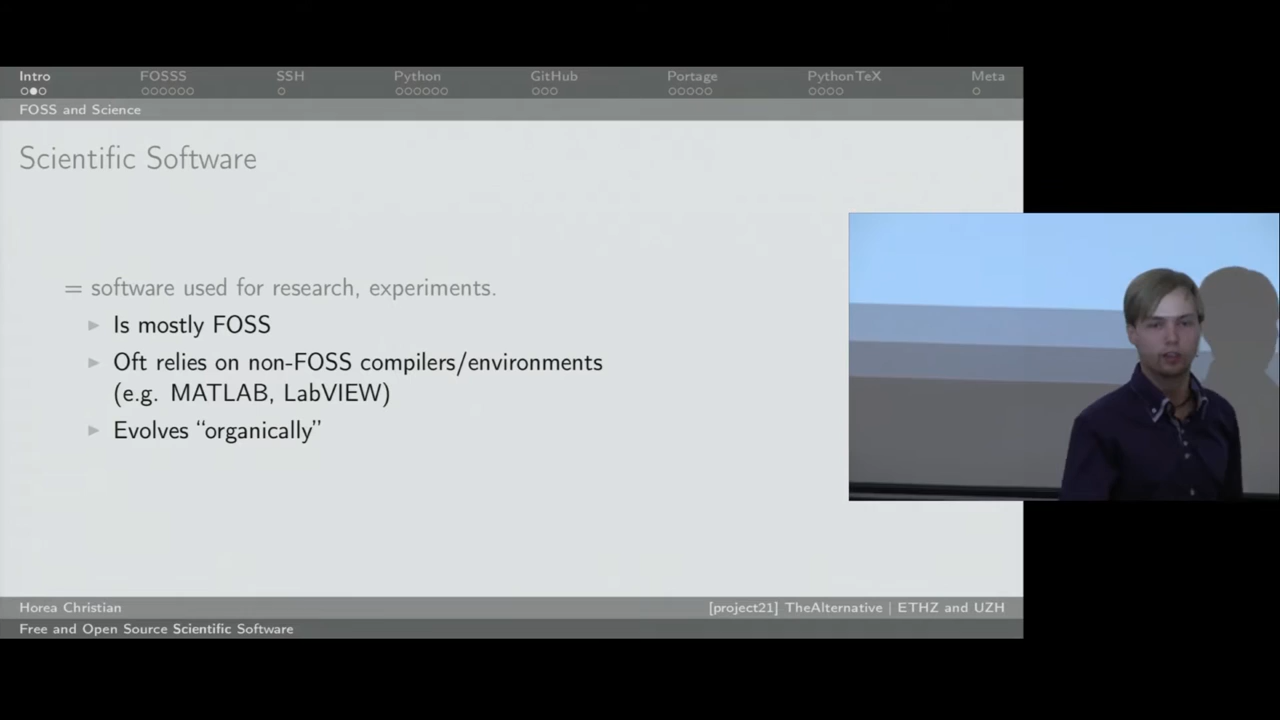 Intro FOSSS SSH Python GitHub Portage PythonTeX Meta
FOSS and Science
Scientific Software
= software used for research, experiments.
Is mostly FOSS
Oft relies on non-FOSS compilers/environments
(e.g. MATLAB, LabVIEW)
Evolves “organically”
Horea Christian [project21] TheAlternative | ETHZ and UZH
Free and Open Source Scientific Software